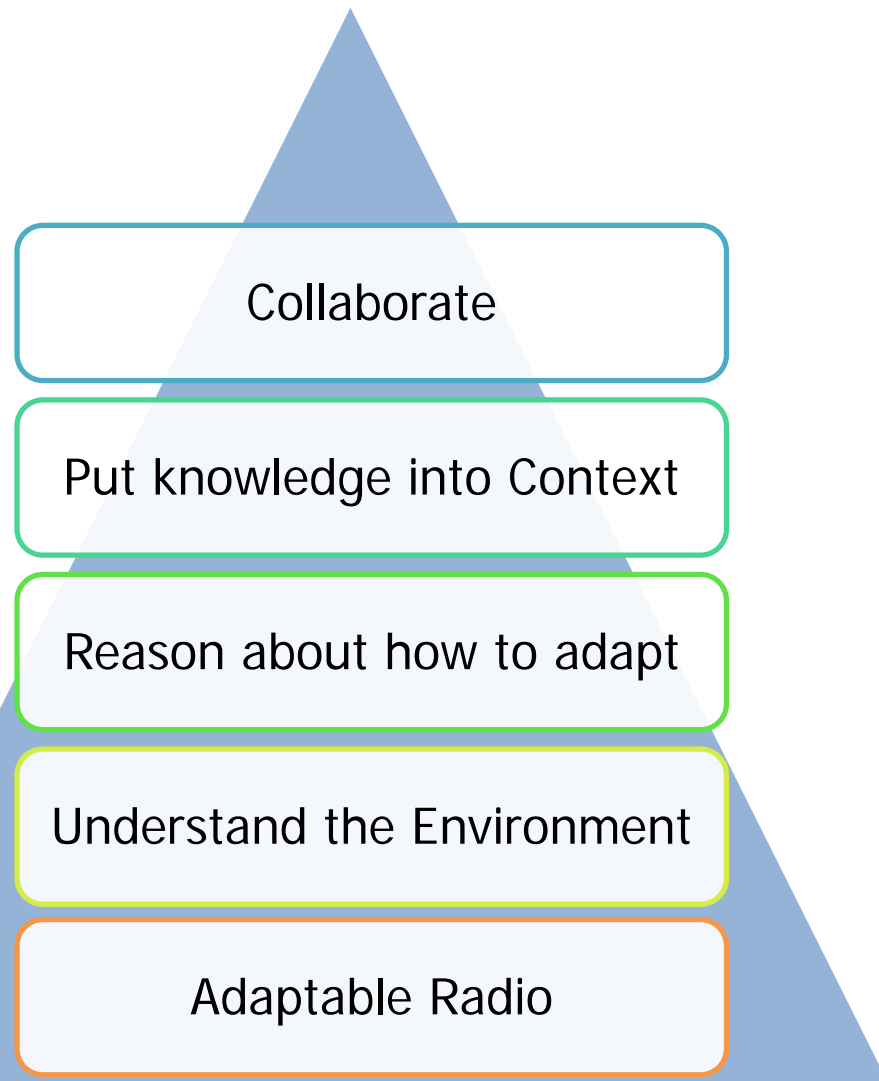 Collaborate
Put knowledge into Context
Reason about how to adapt
Understand the Environment
Adaptable Radio